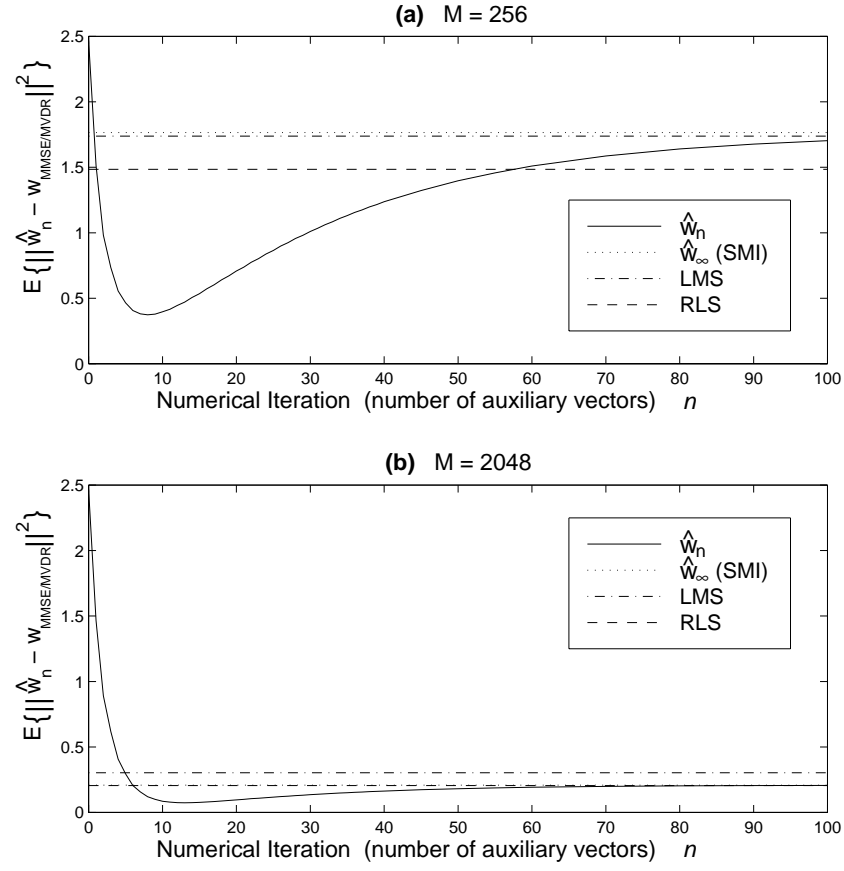 (a) M = 256
E{||ŵn − wMMSE/MVDR||2}
2.5
2
1.5
1
0.5
0
ŵn
ŵ∞ (SMI)
LMS
RLS
0 10 20 30 40 50 60 70 80 90 100
Numerical Iteration (number of auxiliary vectors) n
(b) M = 2048
E{||ŵn − wMMSE/MVDR||2}
2.5
2
1.5
1
0.5
0
ŵn
ŵ∞ (SMI)
LMS
RLS
0 10 20 30 40 50 60 70 80 90 100
Numerical Iteration (number of auxiliary vectors) n